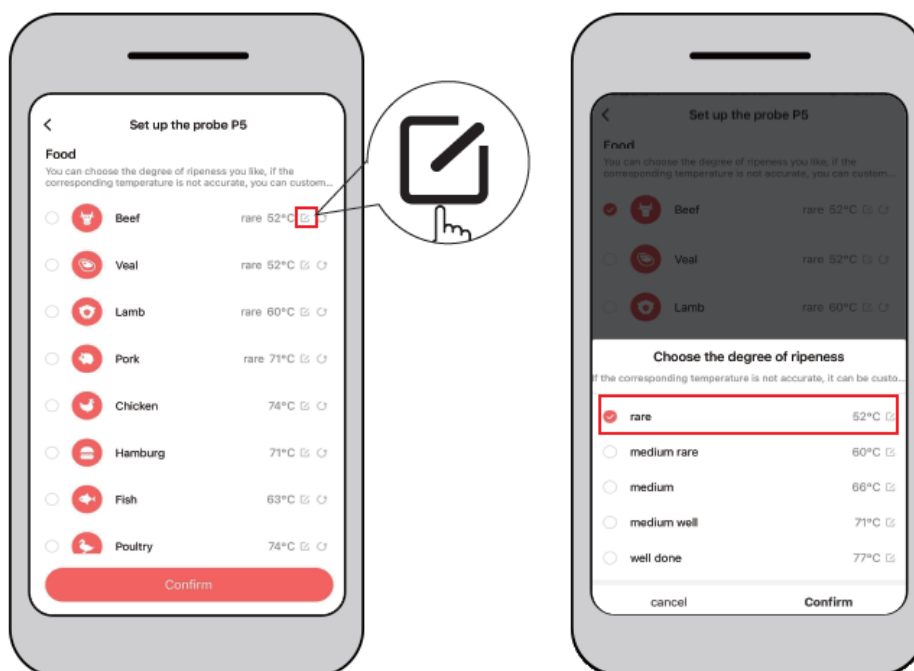 Set up the probe P5
Food
You can choose the degree of ripeness you like, if the
corresponding temperature is not accurate, you can custom...
Beef rare 52°C
Veal rare 52°C
Lamb rare 60°C
Pork rare 71°C
Chicken 74°C
Hamburg 71°C
Fish 63°C
Poultry 74°C
Confirm
Set up the probe P5
Food
You can choose the degree of ripeness you like, if the
corresponding temperature is not accurate, you can custom...
Beef rare 52°C
Veal rare 52°C
Lamb rare 60°C
Choose the degree of ripeness
If the corresponding temperature is not accurate, it can be custo...
rare 52°C
medium rare 60°C
medium 66°C
medium well 71°C
well done 77°C
cancel Confirm